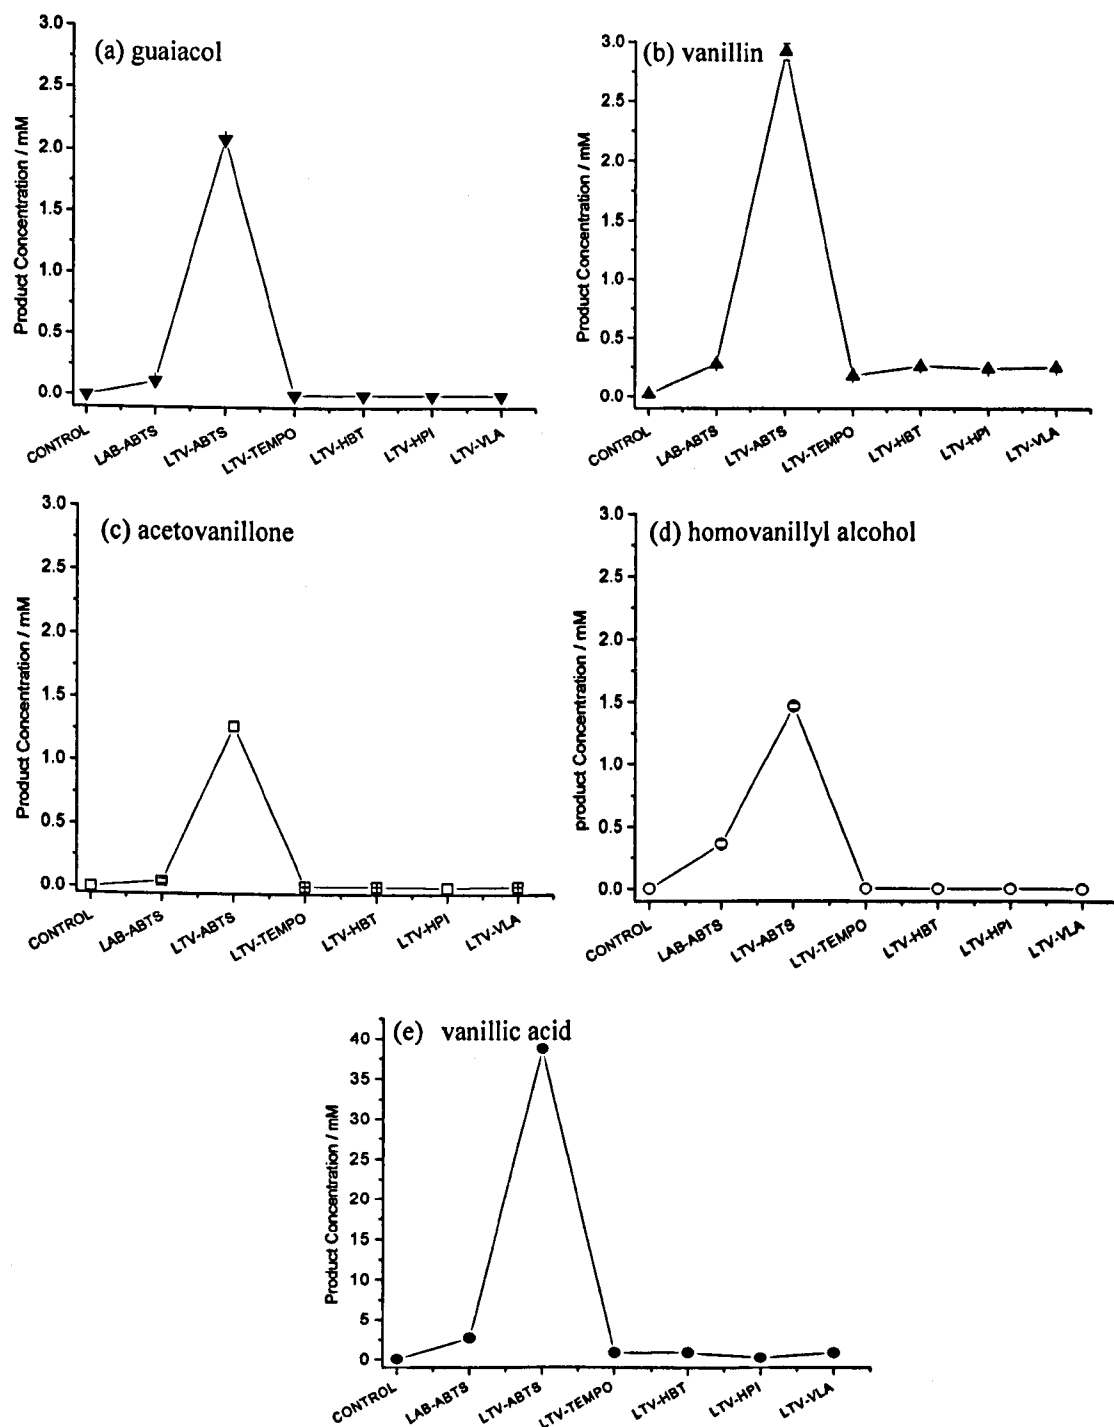 (a) guaiacol
Product Concentration / mM
3.0
2.5
2.0
1.5
1.0
0.5
0.0
CONTROL
LAB-ABTS
LTV-ABTS
LTV-TEMPO
LTV-HBT
LTV-HPI
LTV-VLA
(b) vanillin
Product Concentration / mM
3.0
2.5
2.0
1.5
1.0
0.5
0.0
CONTROL
LAB-ABTS
LTV-ABTS
LTV-TEMPO
LTV-HBT
LTV-HPI
LTV-VLA
(c) acetovanillone
Product Concentration / mM
3.0
2.5
2.0
1.5
1.0
0.5
0.0
CONTROL
LAB-ABTS
LTV-ABTS
LTV-TEMPO
LTV-HBT
LTV-HPI
LTV-VLA
(d) homovanillyl alcohol
product Concentration / mM
3.0
2.5
2.0
1.5
1.0
0.5
0.0
CONTROL
LAB-ABTS
LTV-ABTS
LTV-TEMPO
LTV-HBT
LTV-HPI
LTV-VLA
(e) vanillic acid
Product Concentration / mM
40
35
30
25
20
15
10
5
0
CONTROL
LAB-ABTS
LTV-ABTS
LTV-TEMPO
LTV-HBT
LTV-HPI
LTV-VLA